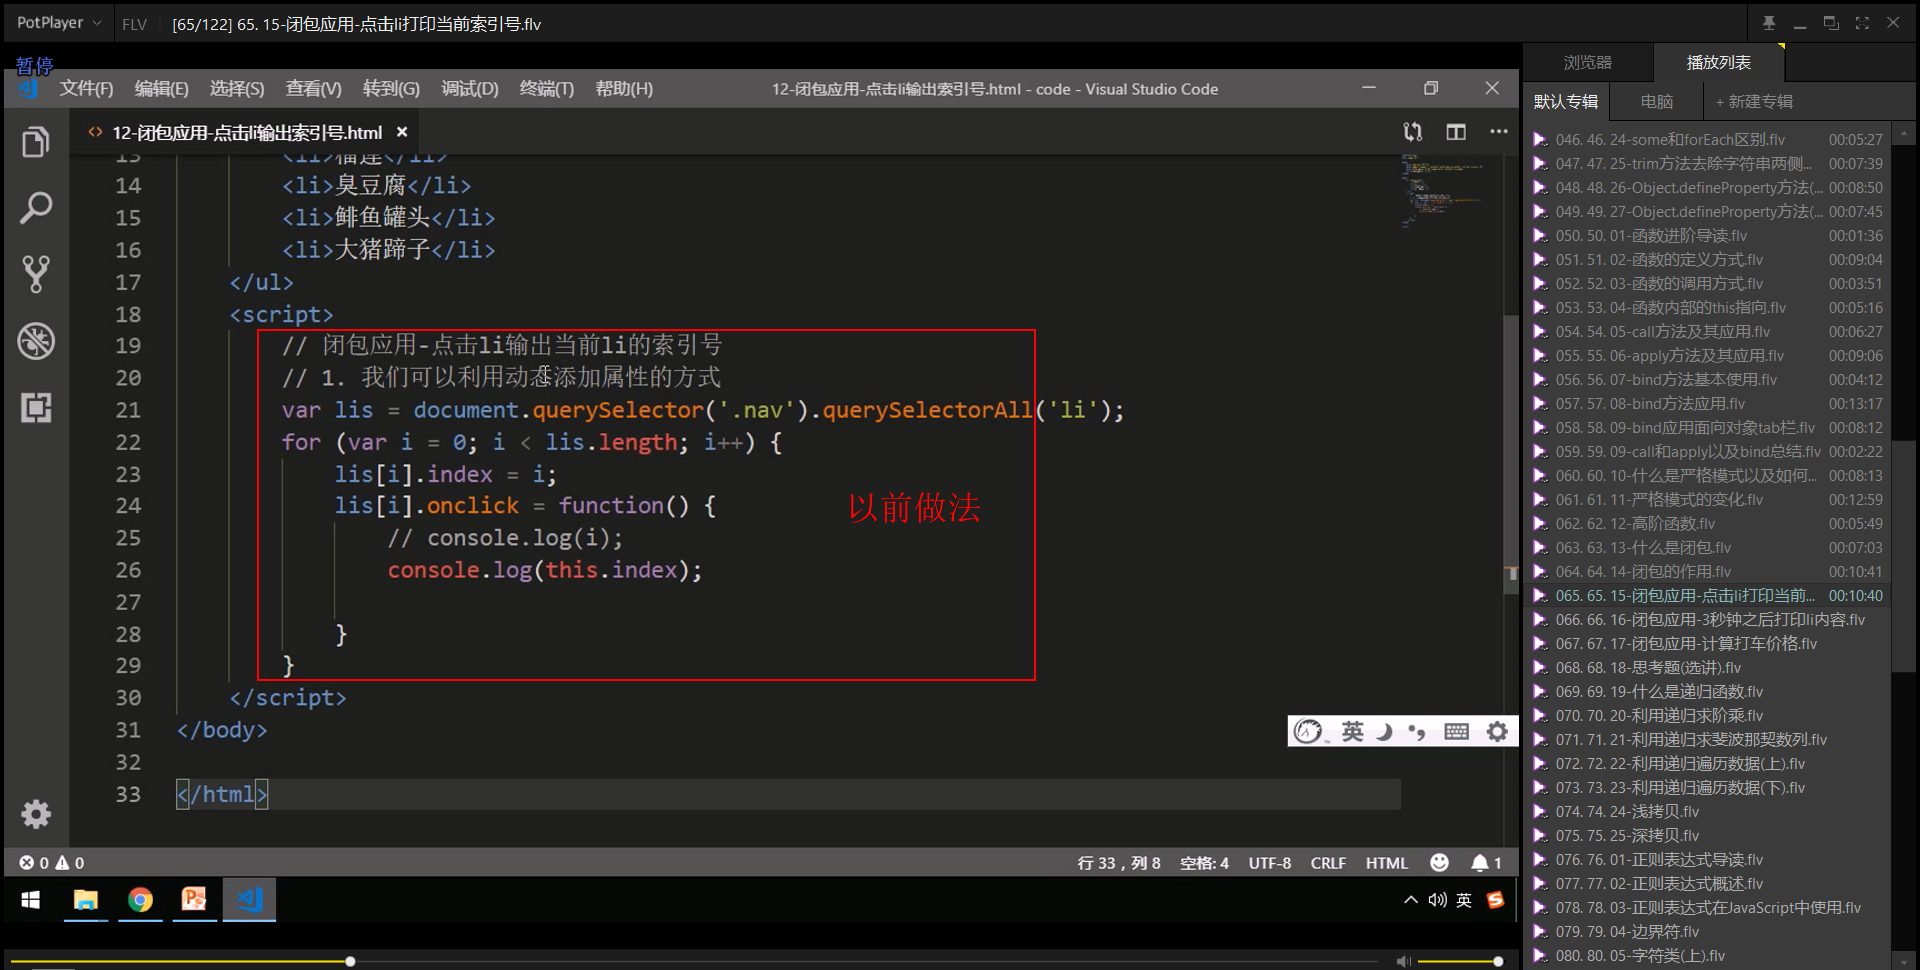 PotPlayer FLV [65/122] 65. 15-闭包应用-点击li打印当前索引号.flv
暂停
文件(F) 编辑(E) 选择(S) 查看(V) 转到(G) 调试(D) 终端(T) 帮助(H) 12-闭包应用-点击li输出索引号.html - code - Visual Studio Code
12-闭包应用-点击li输出索引号.html
13 <li>榴莲</li>
14 <li>臭豆腐</li>
15 <li>鲱鱼罐头</li>
16 <li>大猪蹄子</li>
17 </ul>
18 <script>
19 // 闭包应用-点击li输出当前li的索引号
20 // 1. 我们可以利用动态添加属性的方式
21 var lis = document.querySelector('.nav').querySelectorAll('li');
22 for (var i = 0; i < lis.length; i++) {
23 lis[i].index = i;
24 lis[i].onclick = function() {
25 // console.log(i);
26 console.log(this.index);
27
28 }
29 }
30 </script>
31 </body>
32
33 </html>
以前做法
英
0 0 行 33，列 8 空格: 4 UTF-8 CRLF HTML 1
英
浏览器 播放列表
默认专辑 电脑 + 新建专辑
046. 46. 24-some和forEach区别.flv 00:05:27
047. 47. 25-trim方法去除字符串两侧... 00:07:39
048. 48. 26-Object.defineProperty方法(... 00:08:50
049. 49. 27-Object.defineProperty方法(... 00:07:45
050. 50. 01-函数进阶导读.flv 00:01:36
051. 51. 02-函数的定义方式.flv 00:09:04
052. 52. 03-函数的调用方式.flv 00:03:51
053. 53. 04-函数内部的this指向.flv 00:05:16
054. 54. 05-call方法及其应用.flv 00:06:27
055. 55. 06-apply方法及其应用.flv 00:09:06
056. 56. 07-bind方法基本使用.flv 00:04:12
057. 57. 08-bind方法应用.flv 00:13:17
058. 58. 09-bind应用面向对象tab栏.flv 00:08:12
059. 59. 09-call和apply以及bind总结.flv 00:02:22
060. 60. 10-什么是严格模式以及如何... 00:08:13
061. 61. 11-严格模式的变化.flv 00:12:59
062. 62. 12-高阶函数.flv 00:05:49
063. 63. 13-什么是闭包.flv 00:07:03
064. 64. 14-闭包的作用.flv 00:10:41
065. 65. 15-闭包应用-点击li打印当前... 00:10:40
066. 66. 16-闭包应用-3秒钟之后打印li内容.flv
067. 67. 17-闭包应用-计算打车价格.flv
068. 68. 18-思考题(选讲).flv
069. 69. 19-什么是递归函数.flv
070. 70. 20-利用递归求阶乘.flv
071. 71. 21-利用递归求斐波那契数列.flv
072. 72. 22-利用递归遍历数据(上).flv
073. 73. 23-利用递归遍历数据(下).flv
074. 74. 24-浅拷贝.flv
075. 75. 25-深拷贝.flv
076. 76. 01-正则表达式导读.flv
077. 77. 02-正则表达式概述.flv
078. 78. 03-正则表达式在JavaScript中使用.flv
079. 79. 04-边界符.flv
080. 80. 05-字符类(上).flv